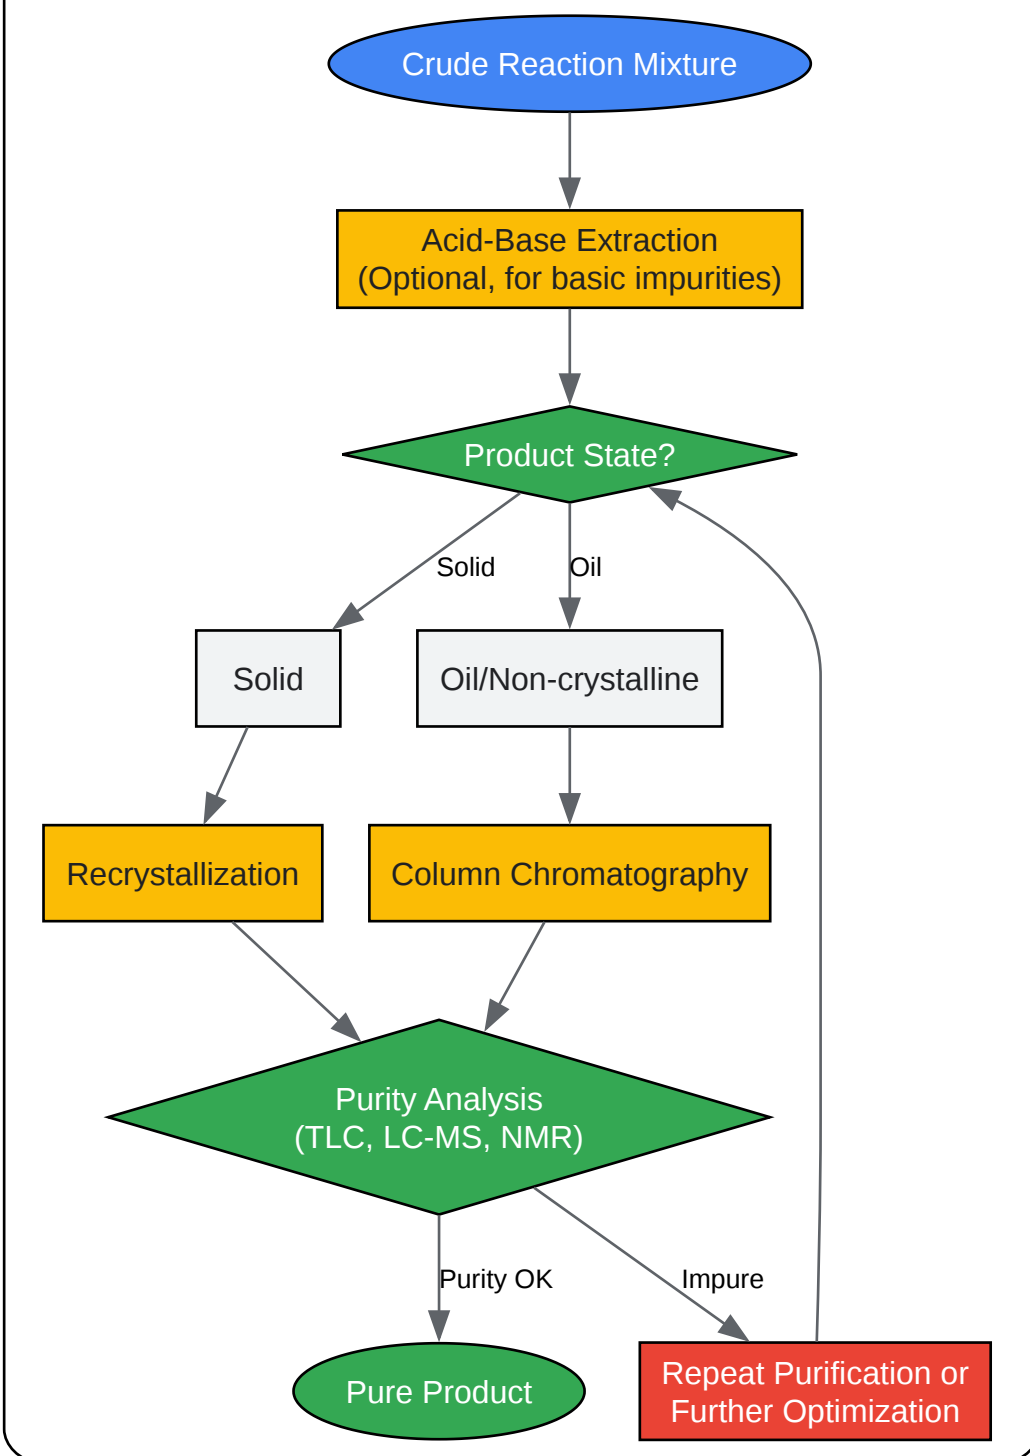 Crude Reaction Mixture
Acid-Base Extraction
(Optional, for basic impurities)
Product State?
Solid
Oil
Solid
Oil/Non-crystalline
Recrystallization
Column Chromatography
Purity Analysis
(TLC, LC-MS, NMR)
Purity OK
Impure
Pure Product
Repeat Purification or
Further Optimization